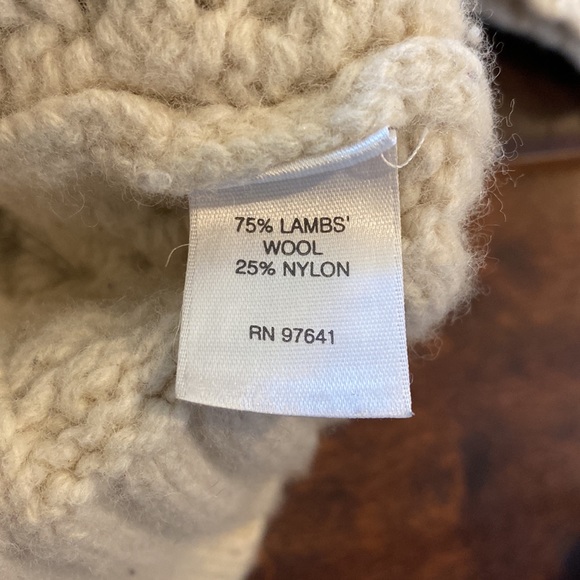 75% LAMBS'
WOOL
25% NYLON
RN 97641